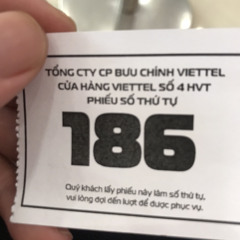 TỔNG CTY CP BƯU CHÍNH VIETTEL
CỬA HÀNG VIETTEL SỐ 4 HVT
PHIẾU SỐ THỨ TỰ
186
Quý khách lấy phiếu này làm số thứ tự,
vui lòng đợi đến lượt để được phục vụ.